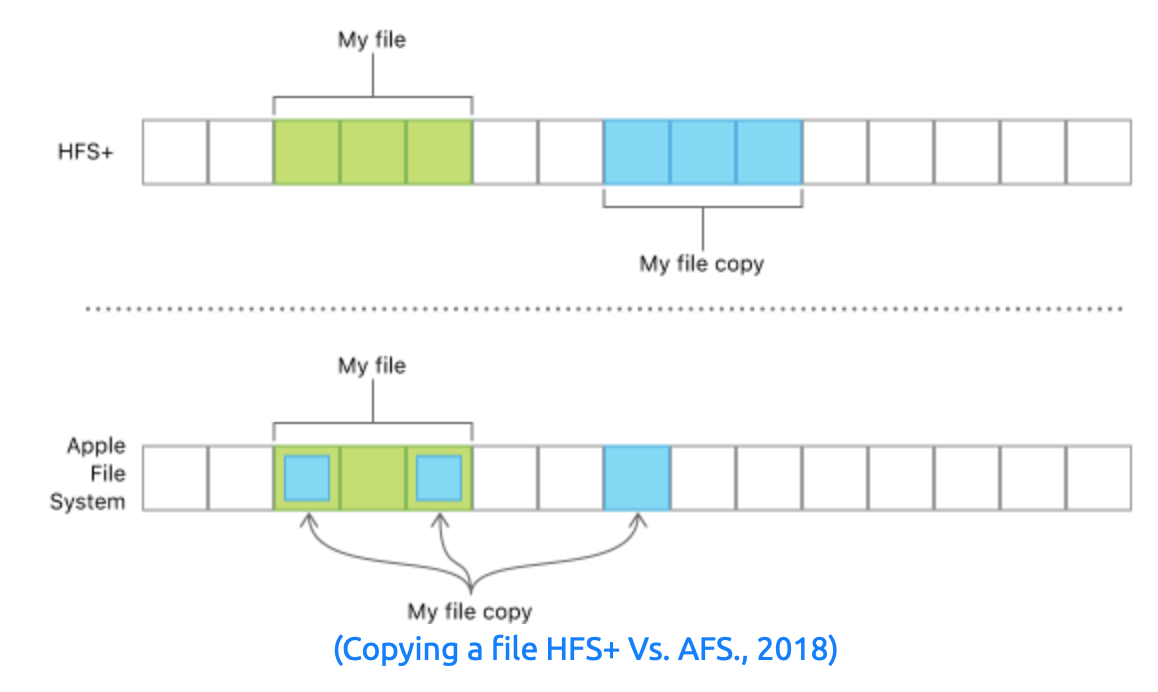 My file
HFS+
My file copy
My file
Apple
File
System
My file copy
(Copying a file HFS+ Vs. AFS., 2018)